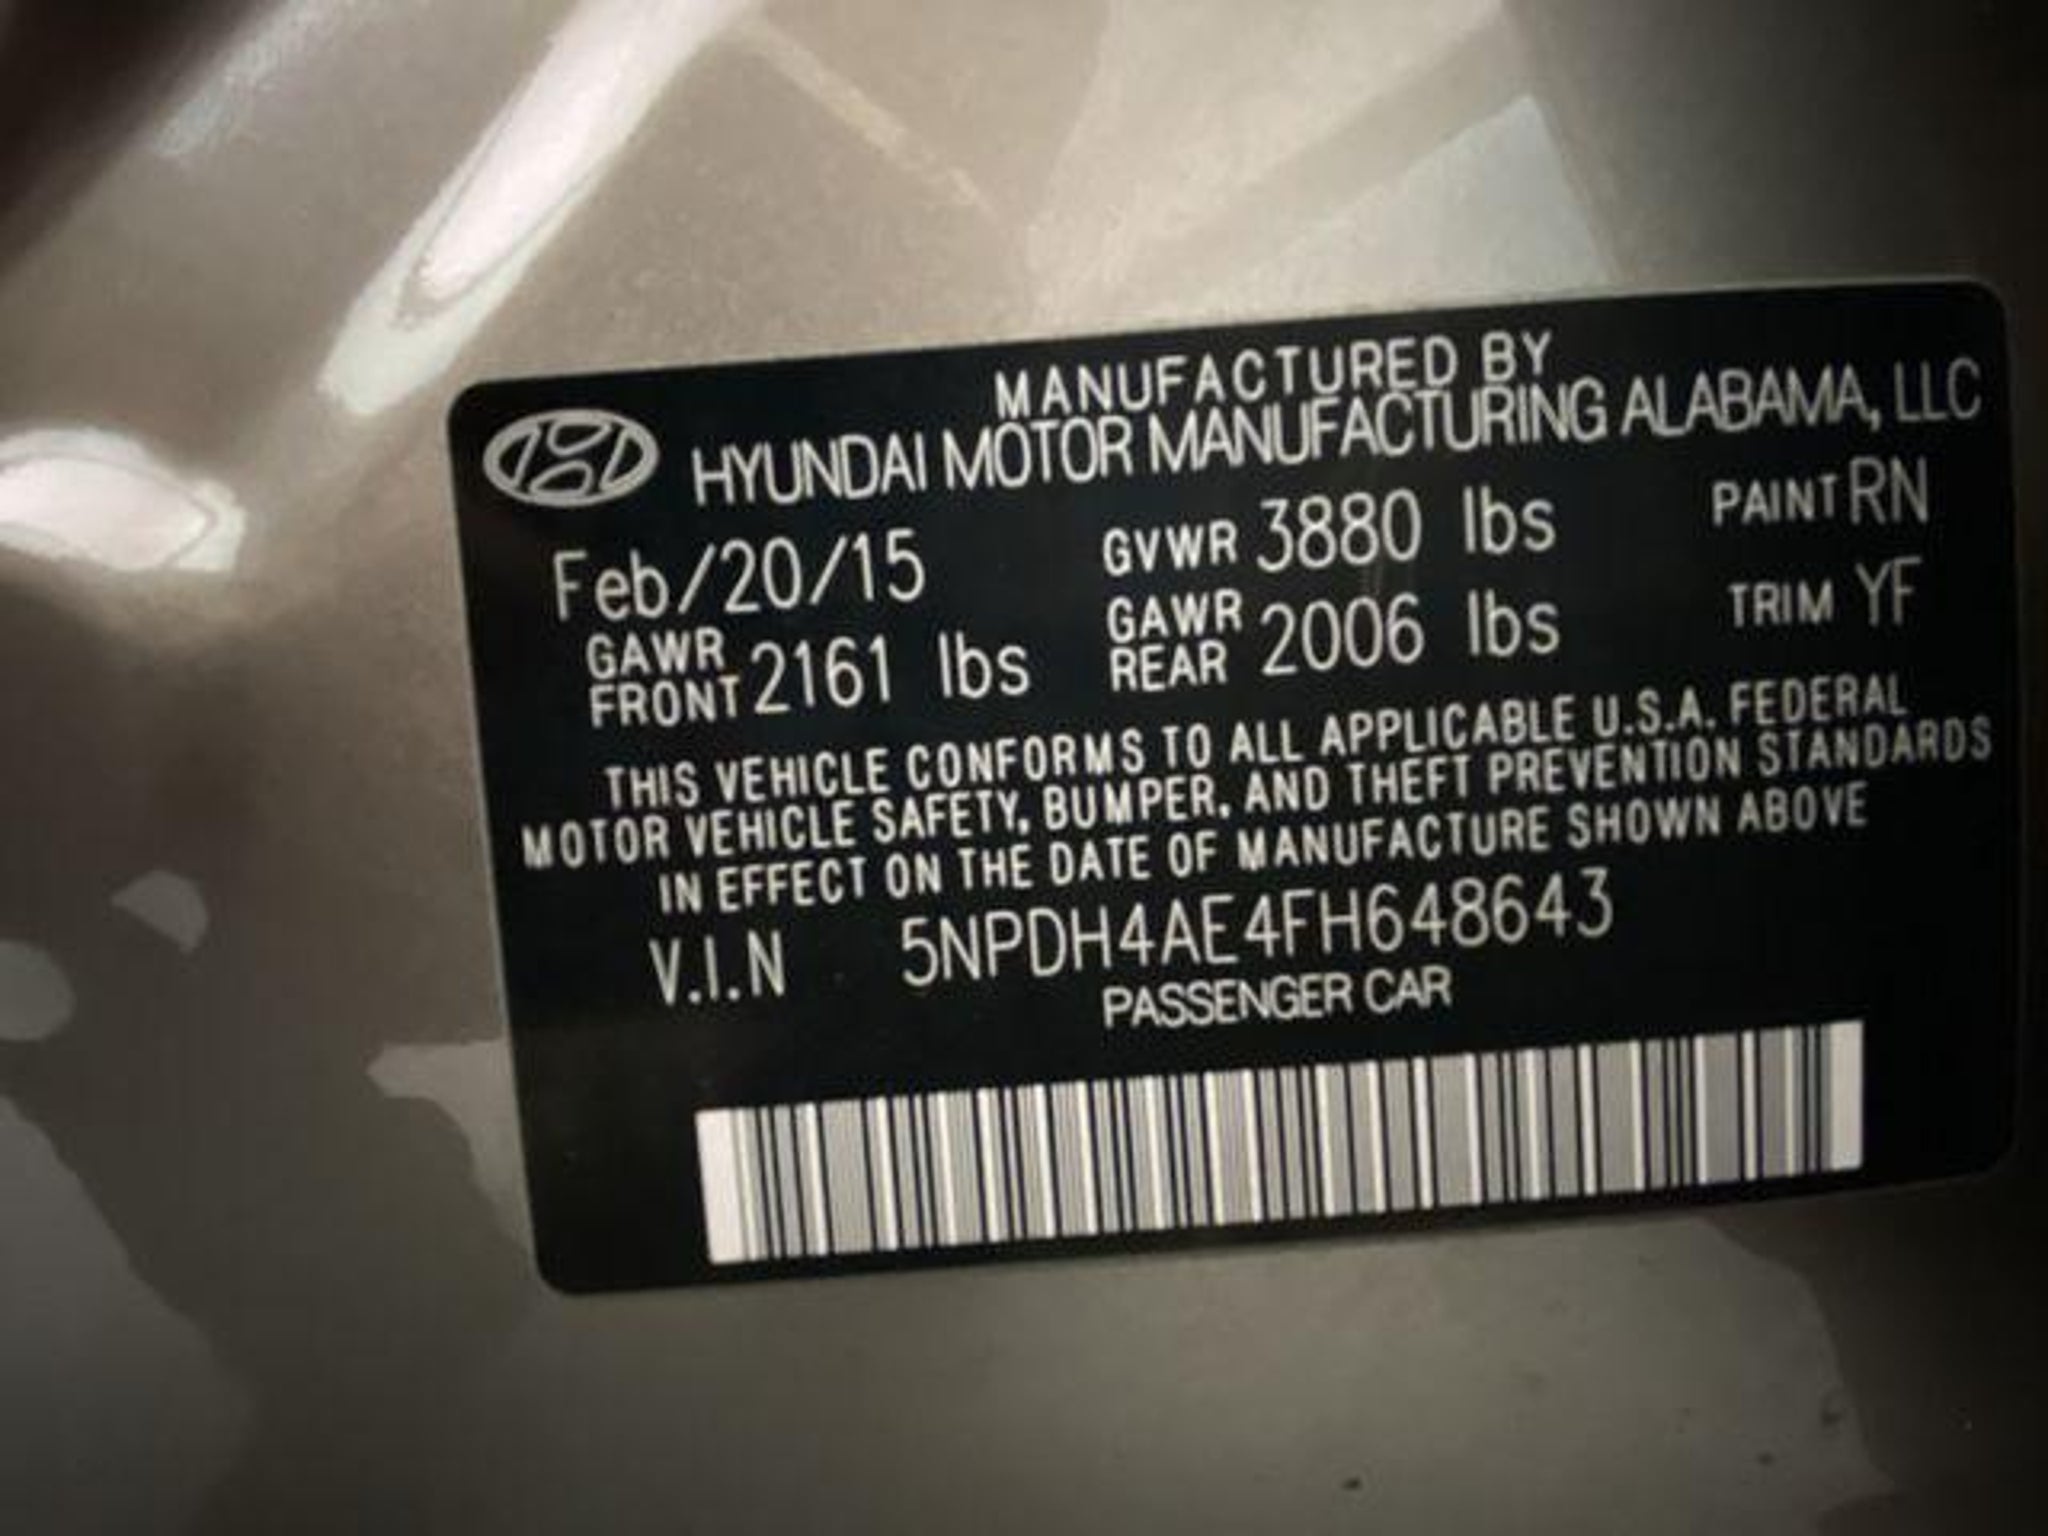 MANUFACTURED BY
HYUNDAI MOTOR MANUFACTURING ALABAMA, LLC
Feb/20/15 GVWR 3880 lbs PAINT RN
GAWR FRONT 2161 lbs GAWR REAR 2006 lbs TRIM YF
THIS VEHICLE CONFORMS TO ALL APPLICABLE U.S.A. FEDERAL
MOTOR VEHICLE SAFETY, BUMPER, AND THEFT PREVENTION STANDARDS
IN EFFECT ON THE DATE OF MANUFACTURE SHOWN ABOVE
V.I.N 5NPDH4AE4FH648643
PASSENGER CAR